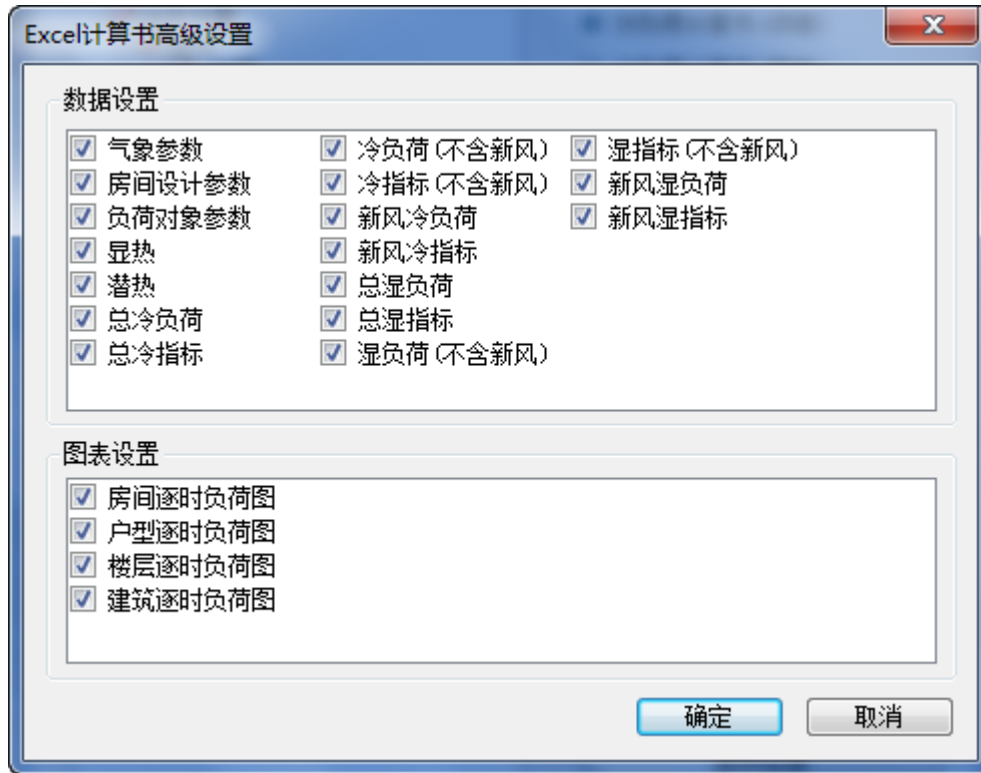 Excel计算书高级设置
数据设置
气象参数 冷负荷(不含新风) 湿指标(不含新风)
房间设计参数 冷指标(不含新风) 新风湿负荷
负荷对象参数 新风冷负荷 新风湿指标
显热 新风冷指标
潜热 总湿负荷
总冷负荷 总湿指标
总冷指标 湿负荷(不含新风)
图表设置
房间逐时负荷图
户型逐时负荷图
楼层逐时负荷图
建筑逐时负荷图
确定 取消